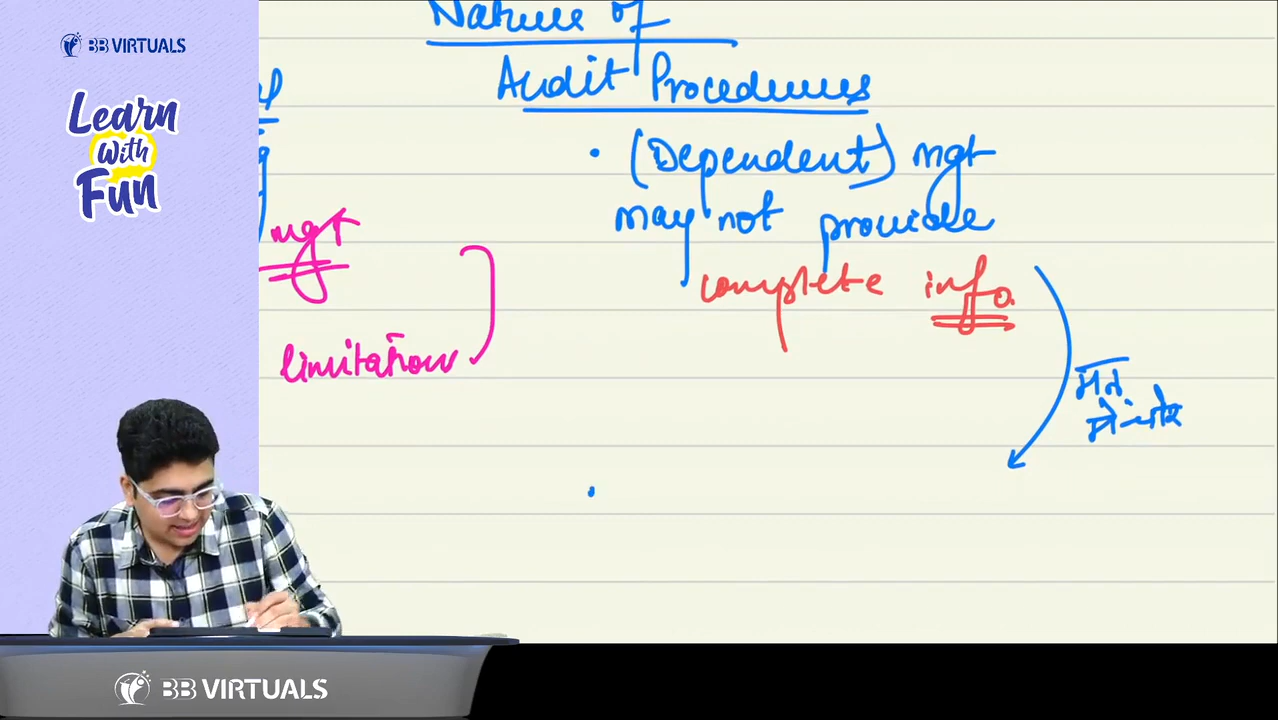 BB VIRTUALS
Learn
With
Fun
Nature of
Audit Procedures
• (Dependent) mgt
may not provide
complete info.
mgt
limitation
•
BB VIRTUALS